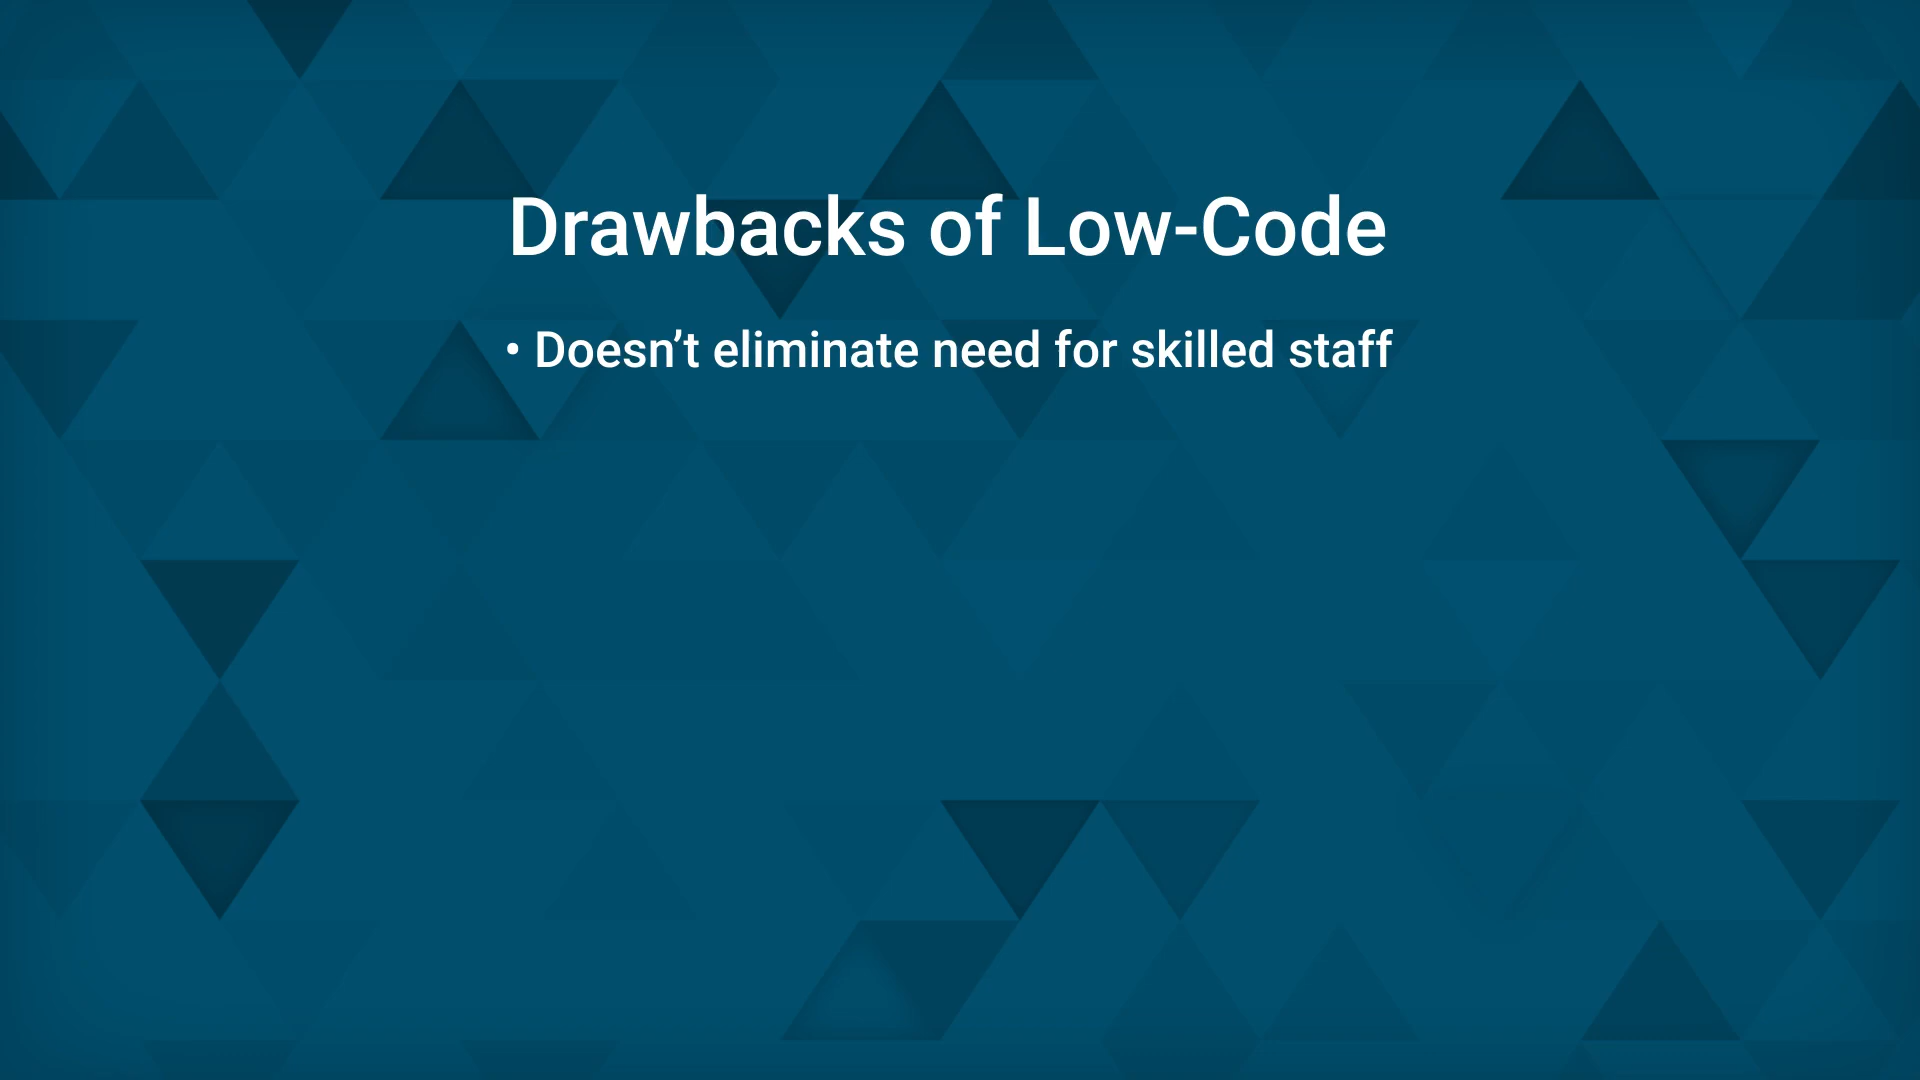 Drawbacks of Low-Code
• Doesn’t eliminate need for skilled staff